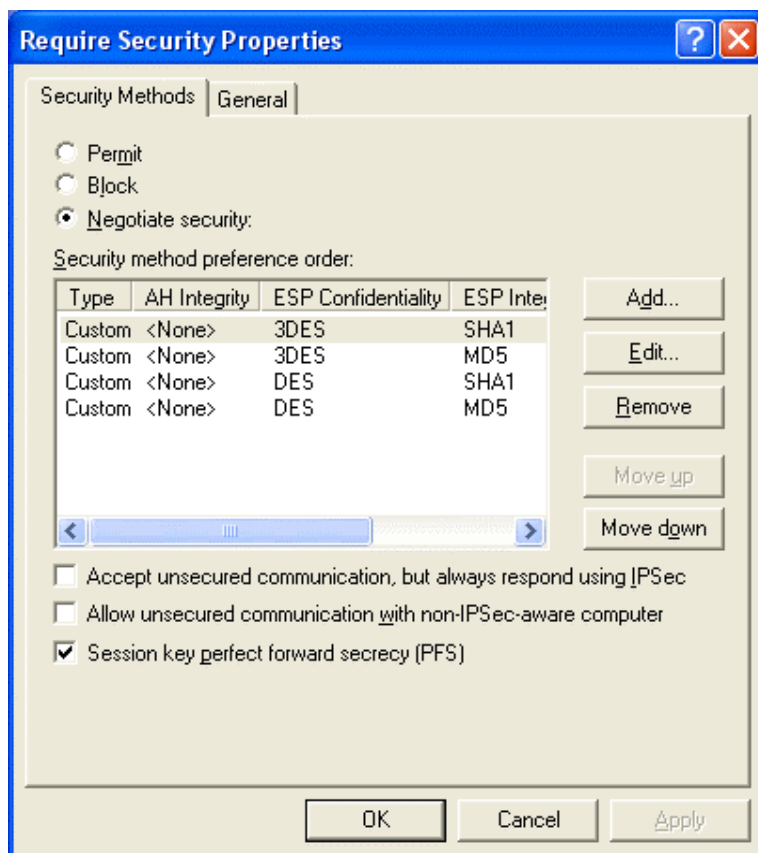 Require Security Properties
Security Methods General
Permit
Block
Negotiate security:
Security method preference order:
Type AH Integrity ESP Confidentiality ESP Inte
Custom <None> 3DES SHA1
Custom <None> 3DES MD5
Custom <None> DES SHA1
Custom <None> DES MD5
Add...
Edit...
Remove
Move up
Move down
Accept unsecured communication, but always respond using IPSec
Allow unsecured communication with non-IPSec-aware computer
Session key perfect forward secrecy (PFS)
OK Cancel Apply